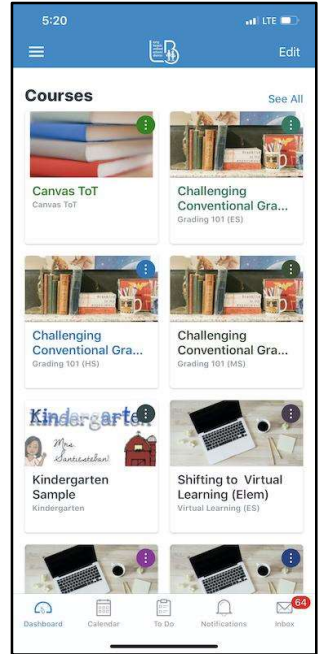 5:20
LTE
LB
Edit
Courses
See All
Canvas ToT
Canvas ToT
Challenging
Conventional Gra...
Grading 101 (ES)
Challenging
Conventional Gra...
Grading 101 (HS)
Challenging
Conventional Gra...
Grading 101 (MS)
Kindergarten
Mrs.
Santiesteban!
Kindergarten
Sample
Kindergarten
Shifting to Virtual
Learning (Elem)
Virtual Learning (ES)
Dashboard
Calendar
To Do
Notifications
64
Inbox